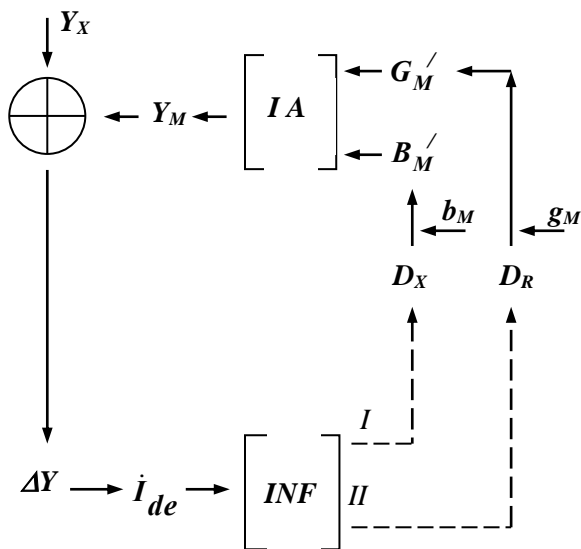 Y_X
Y_M
I A
G_M′
B_M′
b_M
g_M
D_X
D_R
I
ΔY
İ_de
INF
II